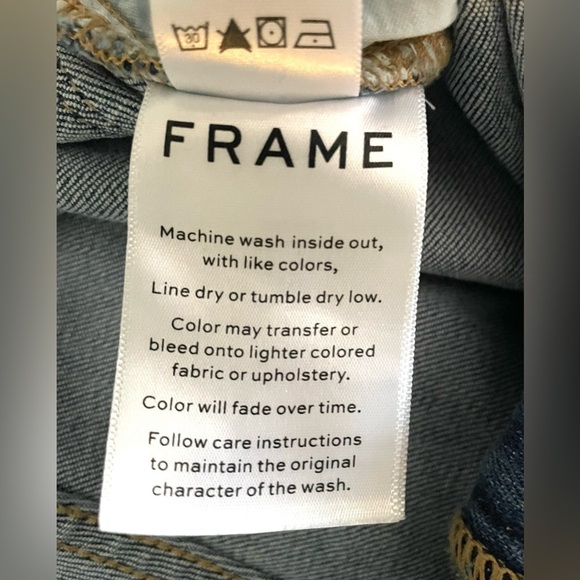 30
FRAME
Machine wash inside out,
with like colors,
Line dry or tumble dry low.
Color may transfer or
bleed onto lighter colored
fabric or upholstery.
Color will fade over time.
Follow care instructions
to maintain the original
character of the wash.